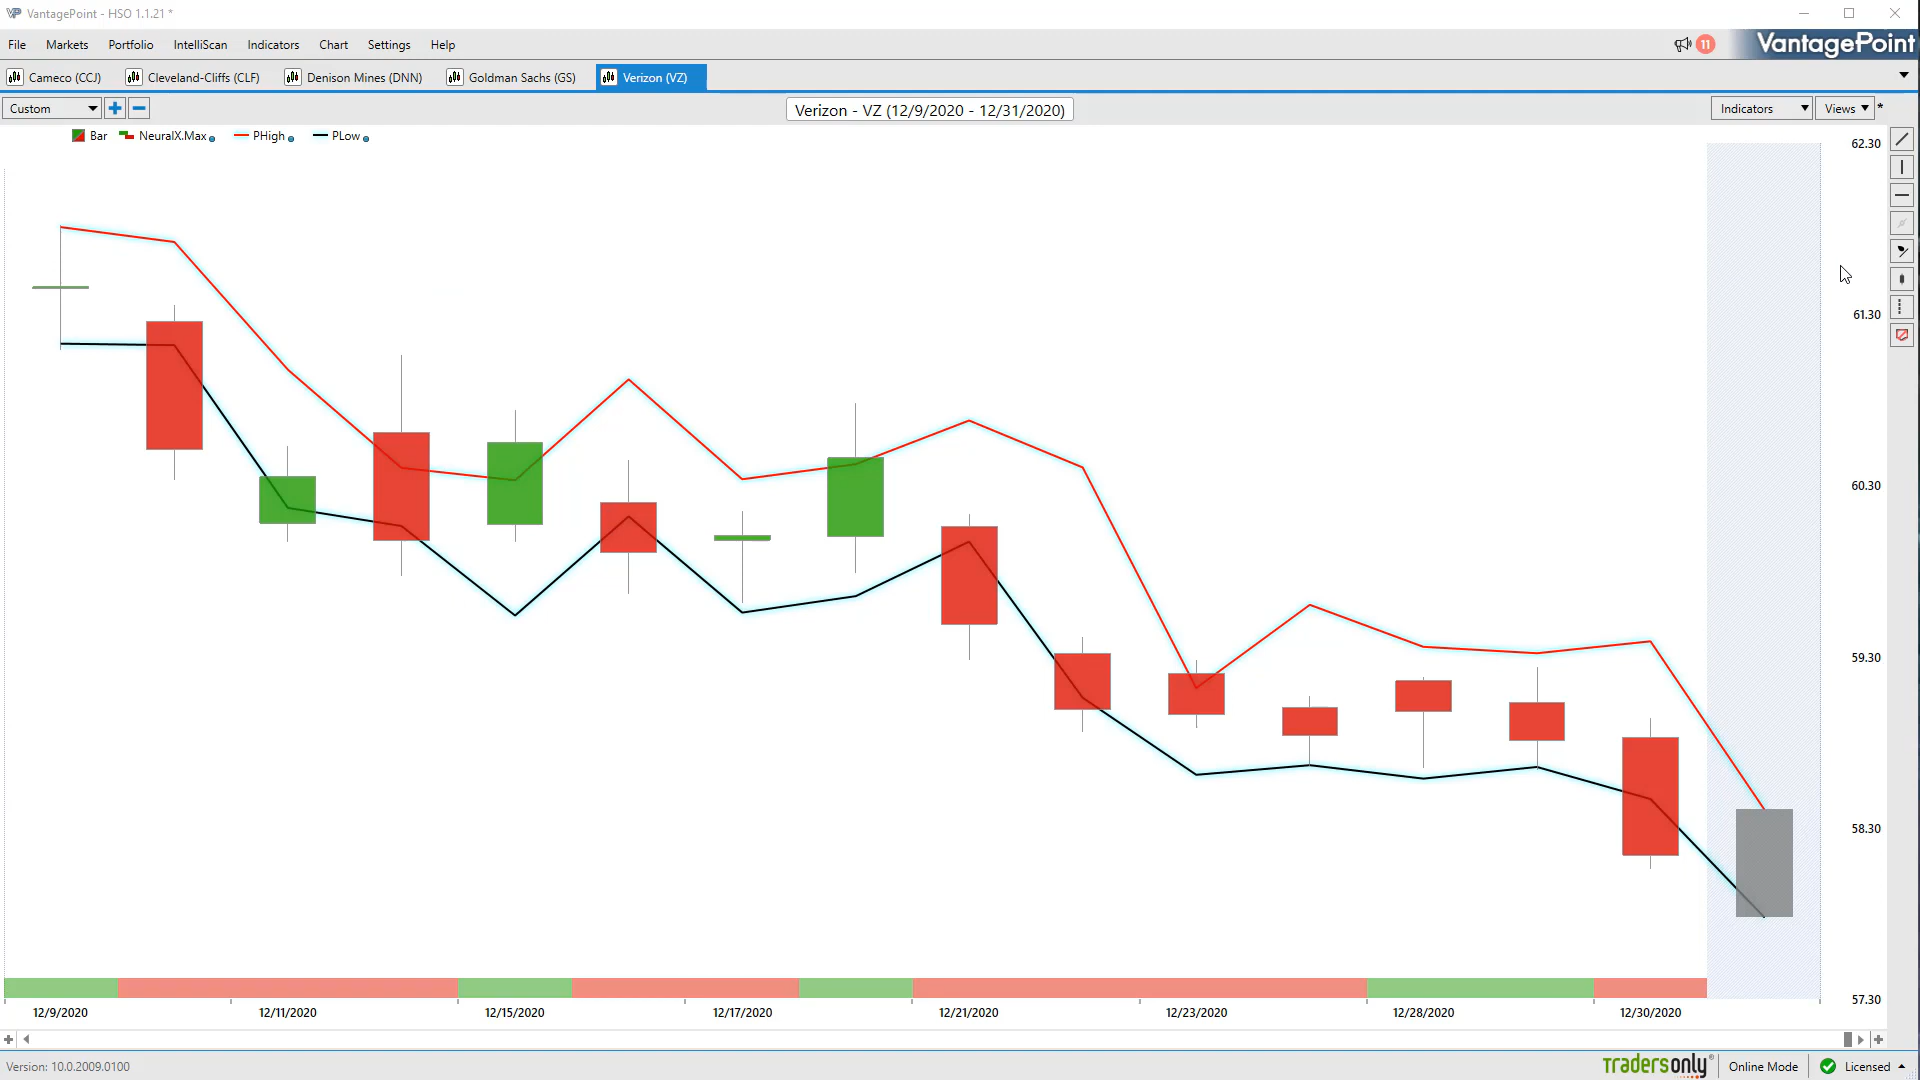 VantagePoint - HSO 1.1.21 *
File Markets Portfolio IntelliScan Indicators Chart Settings Help
11
VantagePoint
Cameco (CCJ) Cleveland-Cliffs (CLF) Denison Mines (DNN) Goldman Sachs (GS) Verizon (VZ)
Custom
Verizon - VZ (12/9/2020 - 12/31/2020)
Indicators Views *
Bar NeuralX.Max PHigh PLow
62.30
61.30
60.30
59.30
58.30
57.30
12/9/2020 12/11/2020 12/15/2020 12/17/2020 12/21/2020 12/23/2020 12/28/2020 12/30/2020
Version: 10.0.2009.0100
tradersonly
Online Mode
Licensed